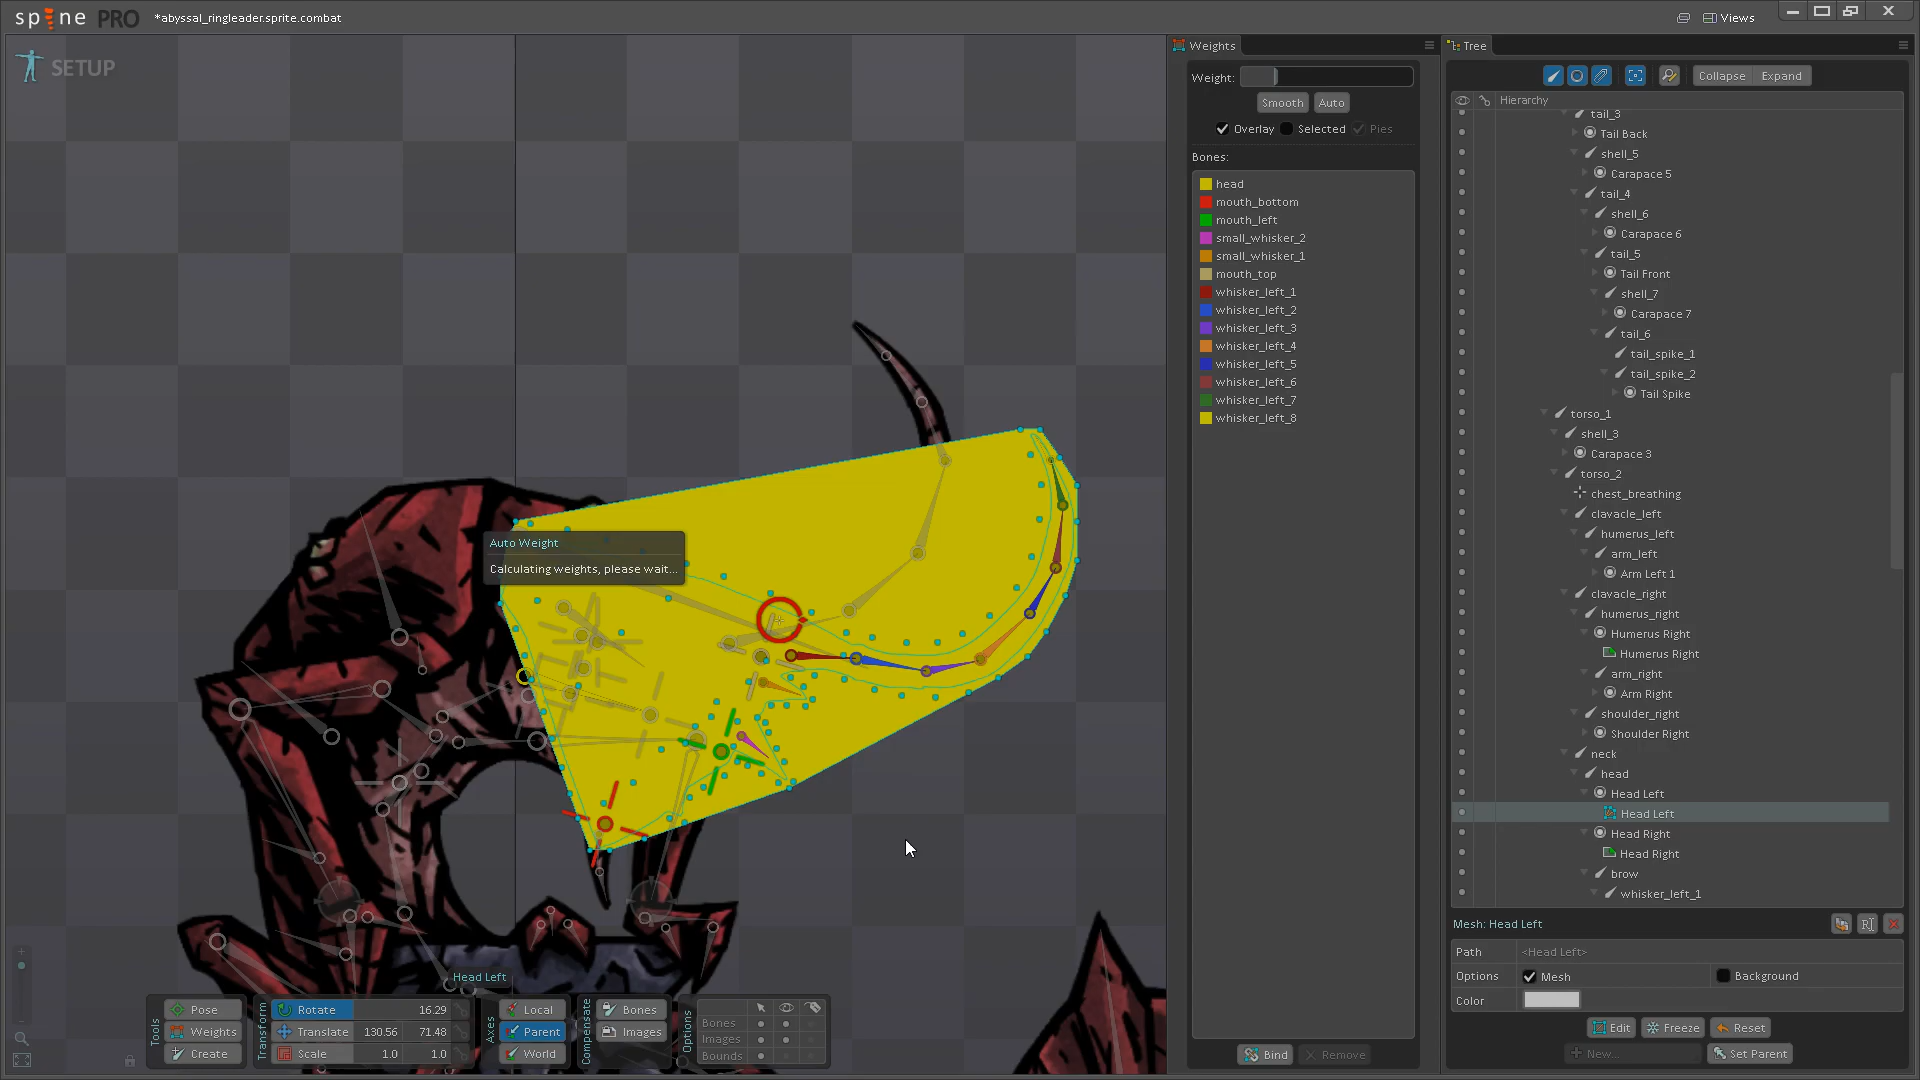 spine PRO
*abyssal_ringleader.sprite.combat
Views
SETUP
Weights
Weight:
Smooth
Auto
Overlay
Selected
Pies
Bones:
head
mouth_bottom
mouth_left
small_whisker_2
small_whisker_1
mouth_top
whisker_left_1
whisker_left_2
whisker_left_3
whisker_left_4
whisker_left_5
whisker_left_6
whisker_left_7
whisker_left_8
Bind
Remove
Tree
Collapse
Expand
Hierarchy
tail_3
Tail Back
shell_5
Carapace 5
tail_4
shell_6
Carapace 6
tail_5
Tail Front
shell_7
Carapace 7
tail_6
tail_spike_1
tail_spike_2
Tail Spike
torso_1
shell_3
Carapace 3
torso_2
chest_breathing
clavacle_left
humerus_left
arm_left
Arm Left 1
clavacle_right
humerus_right
Humerus Right
Humerus Right
arm_right
Arm Right
shoulder_right
Shoulder Right
neck
head
Head Left
Head Left
Head Right
Head Right
brow
whisker_left_1
Mesh: Head Left
Path
<Head Left>
Options
Mesh
Background
Color
Edit
Freeze
Reset
New...
Set Parent
Auto Weight
Calculating weights, please wait...
Head Left
Tools
Pose
Weights
Create
Transform
Rotate 16.29
Translate 130.56 71.48
Scale 1.0 1.0
Axes
Local
Parent
World
Compensate
Bones
Images
Options
Bones
Images
Bounds